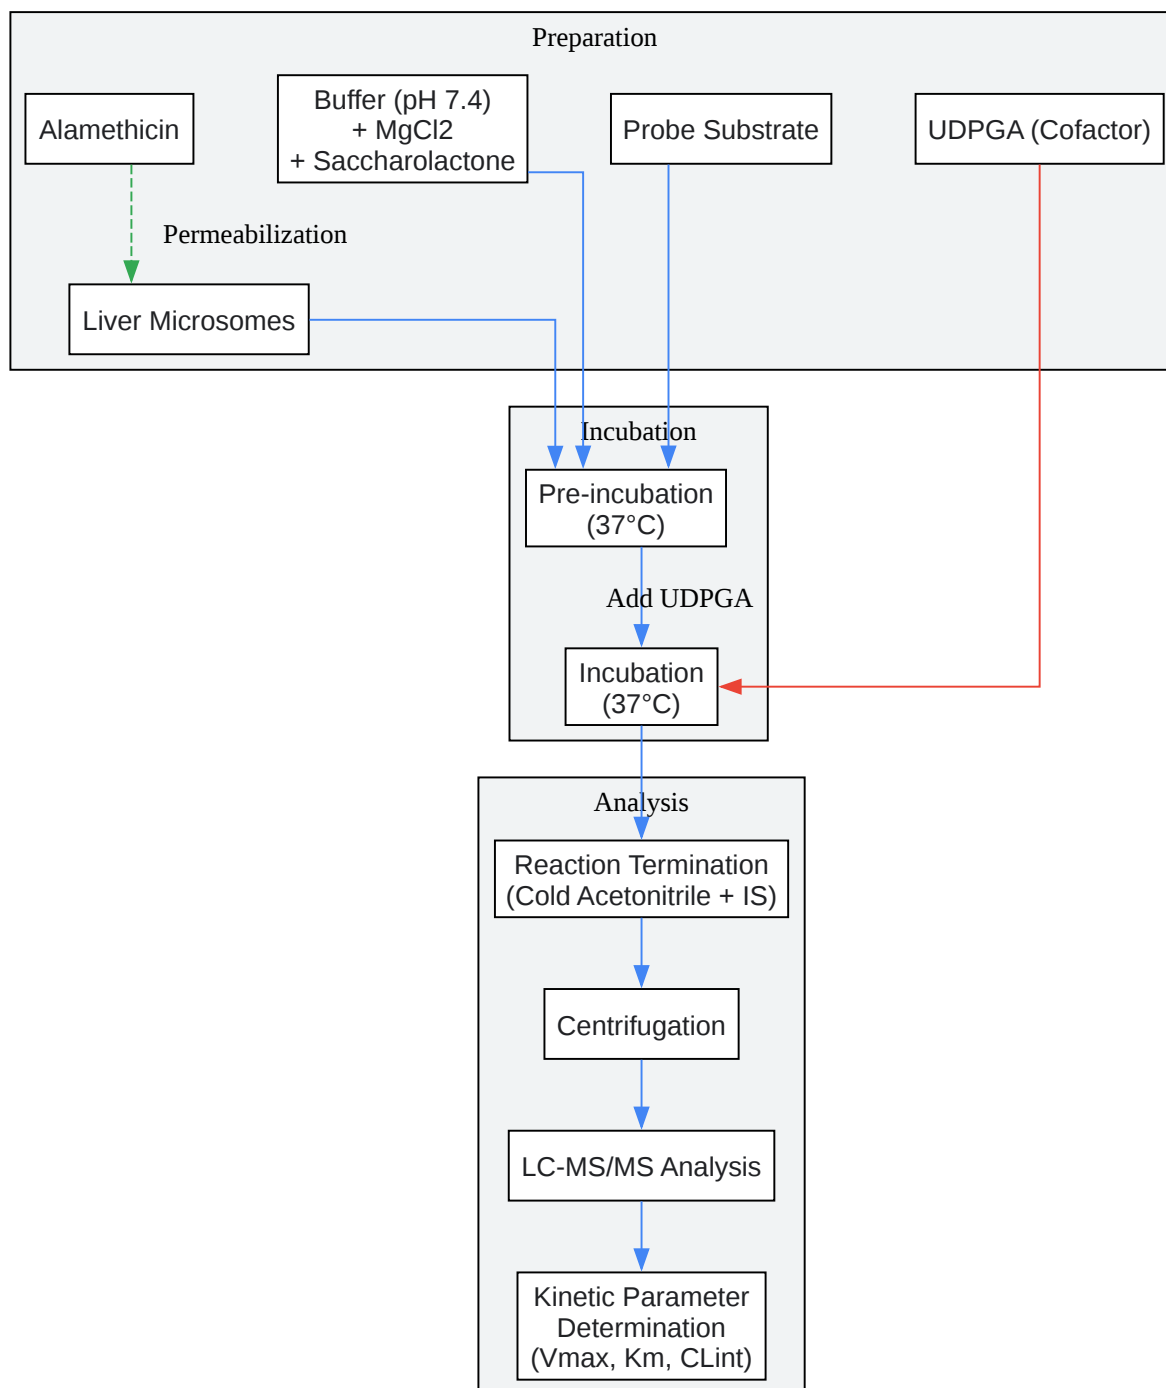 Preparation
Alamethicin
Buffer (pH 7.4)
+ MgCl2
+ Saccharolactone
Probe Substrate
UDPGA (Cofactor)
Permeabilization
Liver Microsomes
Incubation
Pre-incubation
(37°C)
Add UDPGA
Incubation
(37°C)
Analysis
Reaction Termination
(Cold Acetonitrile + IS)
Centrifugation
LC-MS/MS Analysis
Kinetic Parameter
Determination
(Vmax, Km, CLint)